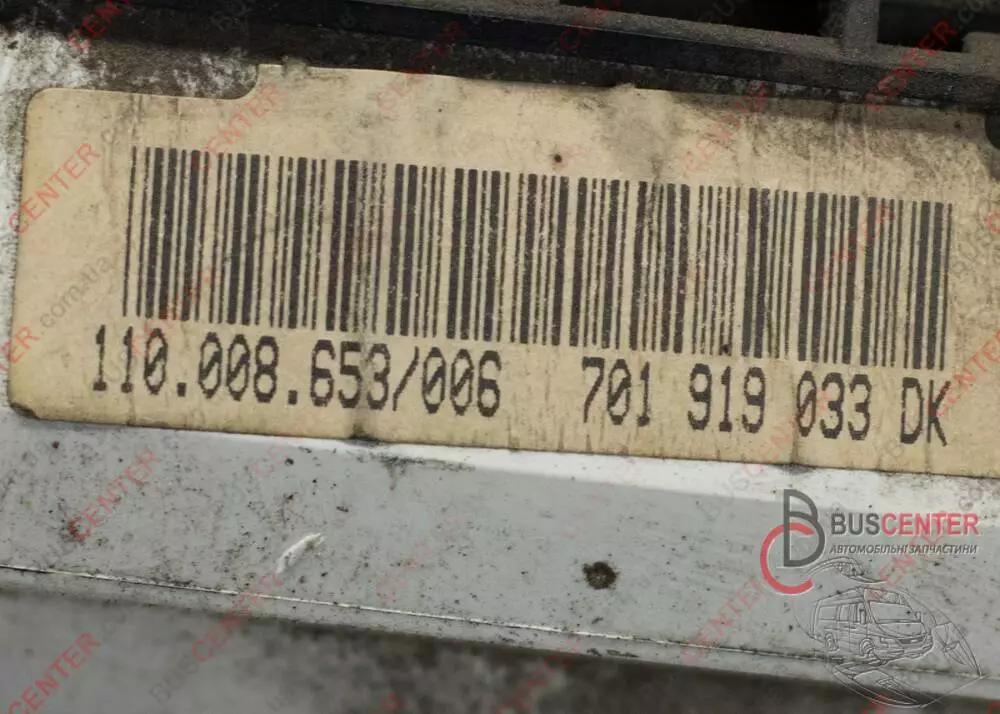 110.008.653/006 701 919 033 DK
BUSCENTER
АВТОМОБІЛЬНІ ЗАПЧАСТИНИ